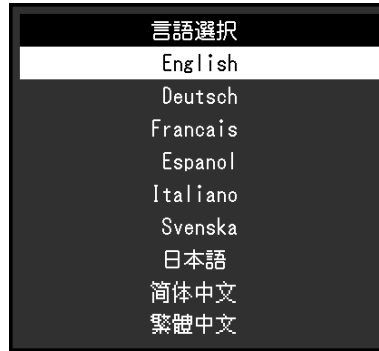 言語選択
English
Deutsch
Francais
Espanol
Italiano
Svenska
日本語
简体中文
繁體中文